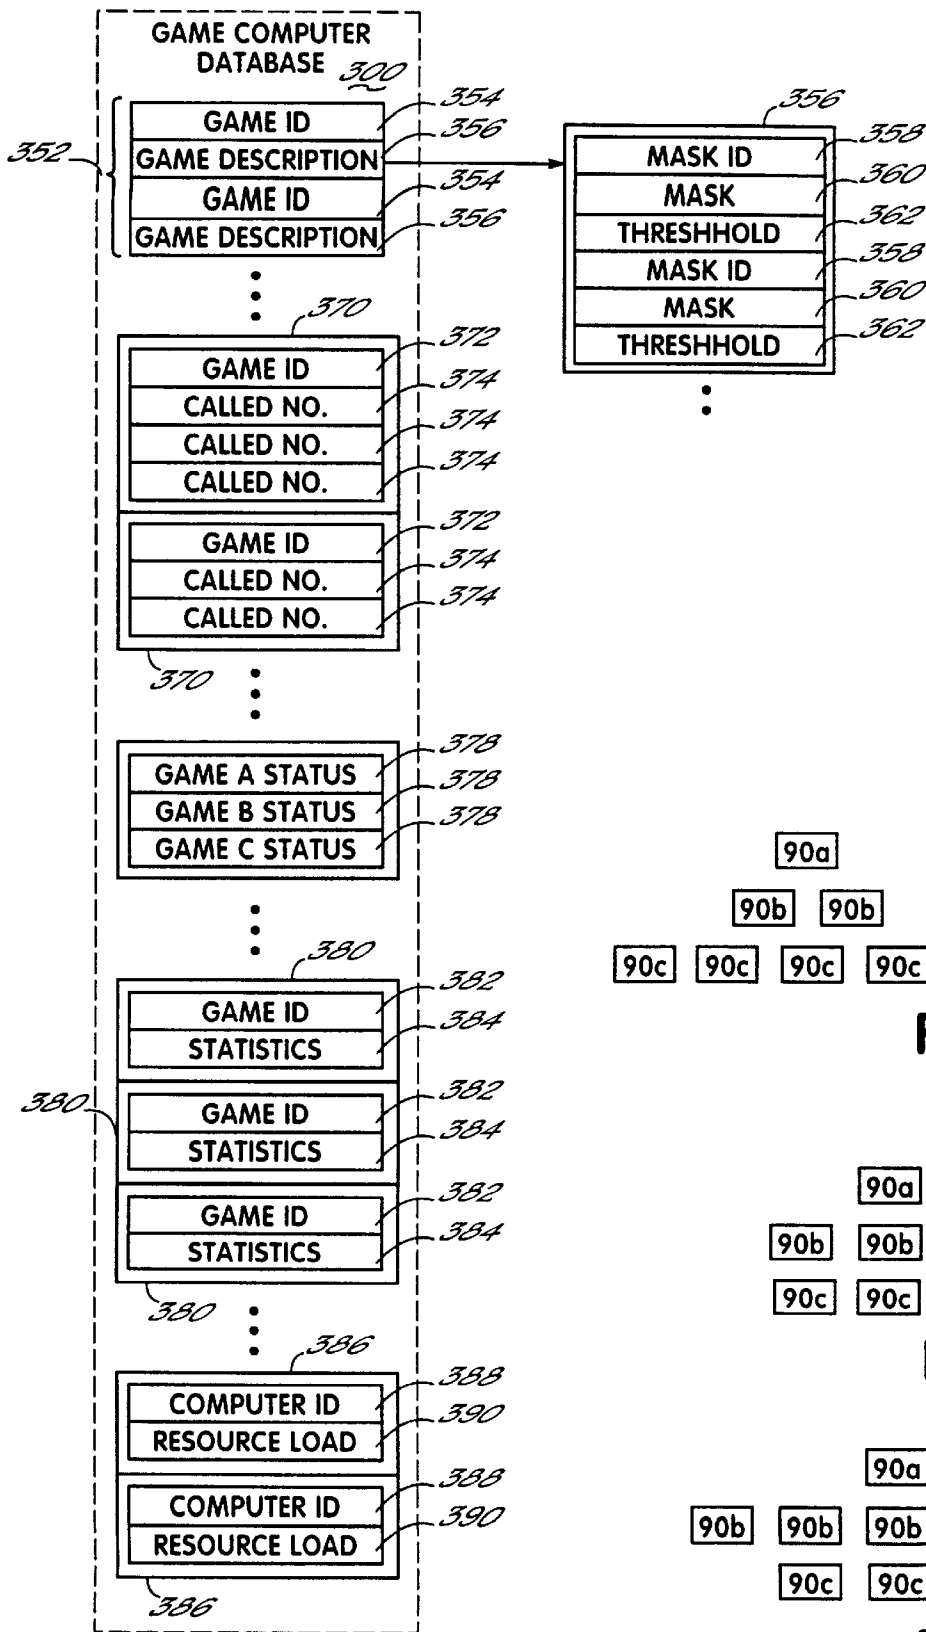 GAME COMPUTER
DATABASE
300
352
GAME ID
354
GAME DESCRIPTION
356
GAME ID
354
GAME DESCRIPTION
356
356
MASK ID
358
MASK
360
THRESHHOLD
362
MASK ID
358
MASK
360
THRESHHOLD
362
370
GAME ID
372
CALLED NO.
374
CALLED NO.
374
CALLED NO.
374
GAME ID
372
CALLED NO.
374
CALLED NO.
374
370
GAME A STATUS
378
GAME B STATUS
378
GAME C STATUS
378
380
GAME ID
382
STATISTICS
384
380
GAME ID
382
STATISTICS
384
GAME ID
382
STATISTICS
384
380
386
COMPUTER ID
388
RESOURCE LOAD
390
COMPUTER ID
388
RESOURCE LOAD
390
386
90a
90b 90b
90c 90c 90c 90c
90a
90b 90b
90c 90c
90a
90b 90b 90b
90c 90c